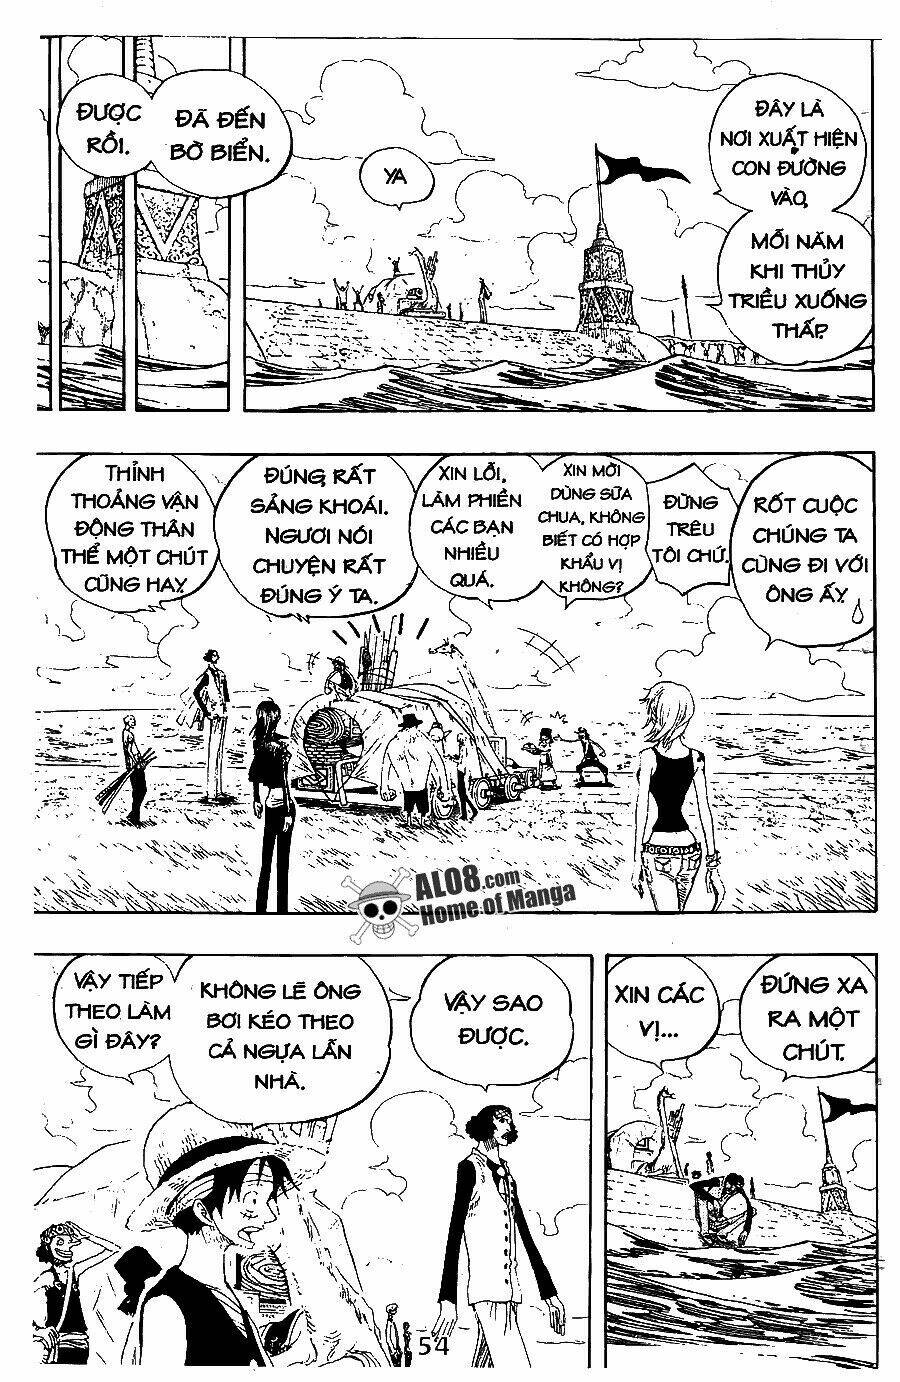 ĐƯỢC
RỒI.
ĐÃ ĐẾN
BỜ BIỂN.
YA
ĐÂY LÀ
NƠI XUẤT HIỆN
CON ĐƯỜNG
VÀO,
MỖI NĂM
KHI THỦY
TRIỀU XUỐNG
THẤP.
THỈNH
THOẢNG VẬN
ĐỘNG THÂN
THỂ MỘT CHÚT
CŨNG HAY.
ĐÚNG, RẤT
SẢNG KHOÁI.
NGƯƠI NÓI
CHUYỆN RẤT
ĐÚNG Ý TA.
XIN LỖI,
LÀM PHIỀN
CÁC BẠN
NHIỀU
QUÁ.
XIN MỜI
DÙNG SỮA
CHUA, KHÔNG
BIẾT CÓ HỢP
KHẨU VỊ
KHÔNG?
ĐỪNG
TRÊU
TÔI CHỨ.
RỐT CUỘC
CHÚNG TA
CÙNG ĐI VỚI
ÔNG ẤY.
AL08.com
Home of Manga
VẬY TIẾP
THEO LÀM
GÌ ĐÂY?
KHÔNG LẼ ÔNG
BƠI KÉO THEO
CẢ NGỰA LẪN
NHÀ.
VẬY SAO
ĐƯỢC.
XIN CÁC
VỊ...
ĐỨNG XA
RA MỘT
CHÚT.
54